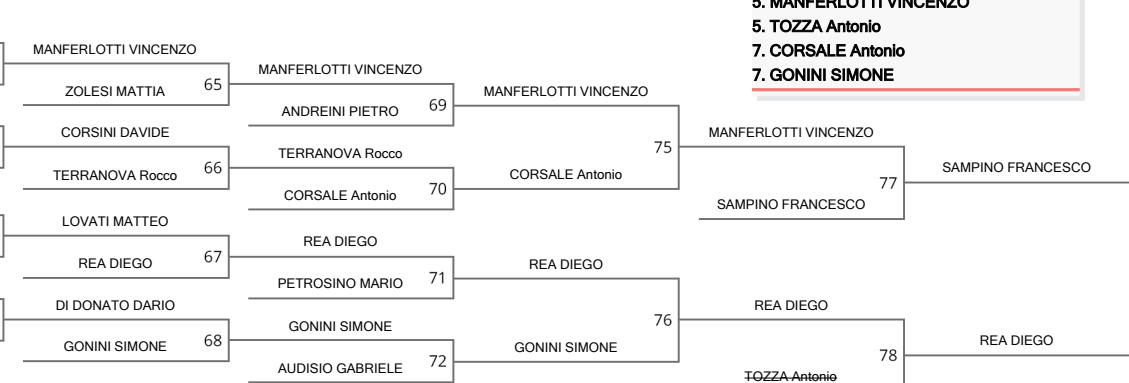 5. MANFERLOTTI VINCENZO
5. TOZZA Antonio
7. CORSALE Antonio
7. GONINI SIMONE
MANFERLOTTI VINCENZO
ZOLESI MATTIA
65
CORSINI DAVIDE
TERRANOVA Rocco
66
LOVATI MATTEO
REA DIEGO
67
DI DONATO DARIO
GONINI SIMONE
68
MANFERLOTTI VINCENZO
ANDREINI PIETRO
69
TERRANOVA Rocco
CORSALE Antonio
70
REA DIEGO
PETROSINO MARIO
71
GONINI SIMONE
AUDISIO GABRIELE
72
MANFERLOTTI VINCENZO
75
CORSALE Antonio
REA DIEGO
76
GONINI SIMONE
MANFERLOTTI VINCENZO
77
SAMPINO FRANCESCO
REA DIEGO
78
TOZZA Antonio
SAMPINO FRANCESCO
REA DIEGO